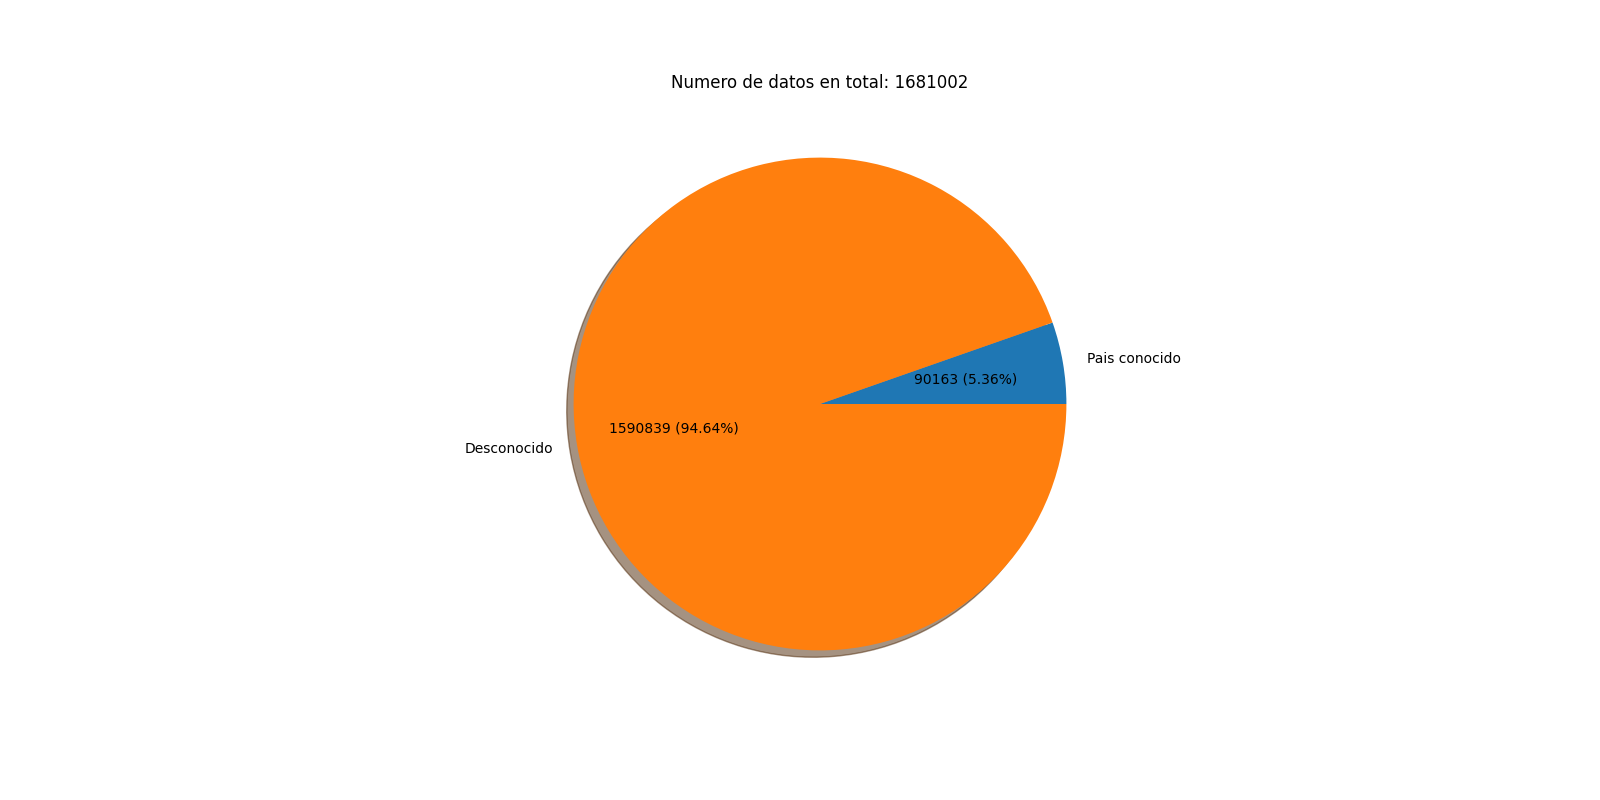 Numero de datos en total: 1681002
Pais conocido
90163 (5.36%)
1590839 (94.64%)
Desconocido